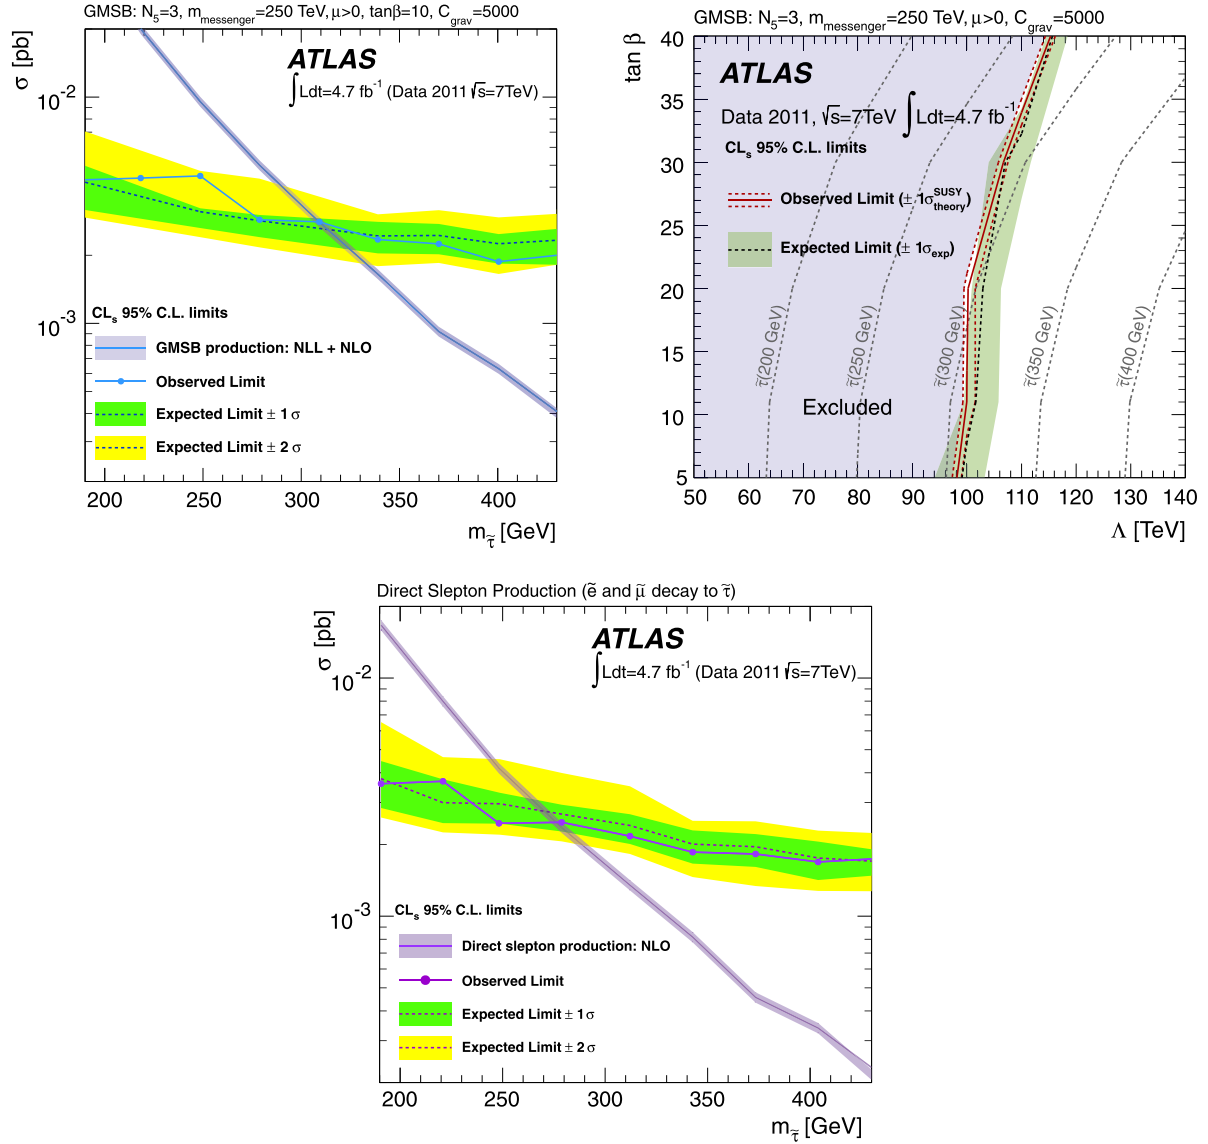 GMSB: N5=3, mmessenger=250 TeV, μ>0, tanβ=10, Cgrav=5000
σ [pb]
ATLAS
∫Ldt=4.7 fb-1 (Data 2011 √s=7TeV)
10-2
10-3
CLs 95% C.L. limits
GMSB production: NLL + NLO
Observed Limit
Expected Limit ± 1 σ
Expected Limit ± 2 σ
200 250 300 350 400
mτ̃ [GeV]
GMSB: N5=3, mmessenger=250 TeV, μ>0, Cgrav=5000
tan β
40
35
30
25
20
15
10
5
ATLAS
Data 2011, √s=7TeV ∫Ldt=4.7 fb-1
CLs 95% C.L. limits
Observed Limit (± 1σSUSY theory)
Expected Limit (± 1σexp)
τ̃(200 GeV)
τ̃(250 GeV)
τ̃(300 GeV)
τ̃(350 GeV)
τ̃(400 GeV)
Excluded
50 60 70 80 90 100 110 120 130 140
Λ [TeV]
Direct Slepton Production (ẽ and μ̃ decay to τ̃)
σ [pb]
ATLAS
∫Ldt=4.7 fb-1 (Data 2011 √s=7TeV)
10-2
10-3
CLs 95% C.L. limits
Direct slepton production: NLO
Observed Limit
Expected Limit ± 1 σ
Expected Limit ± 2 σ
200 250 300 350 400
mτ̃ [GeV]